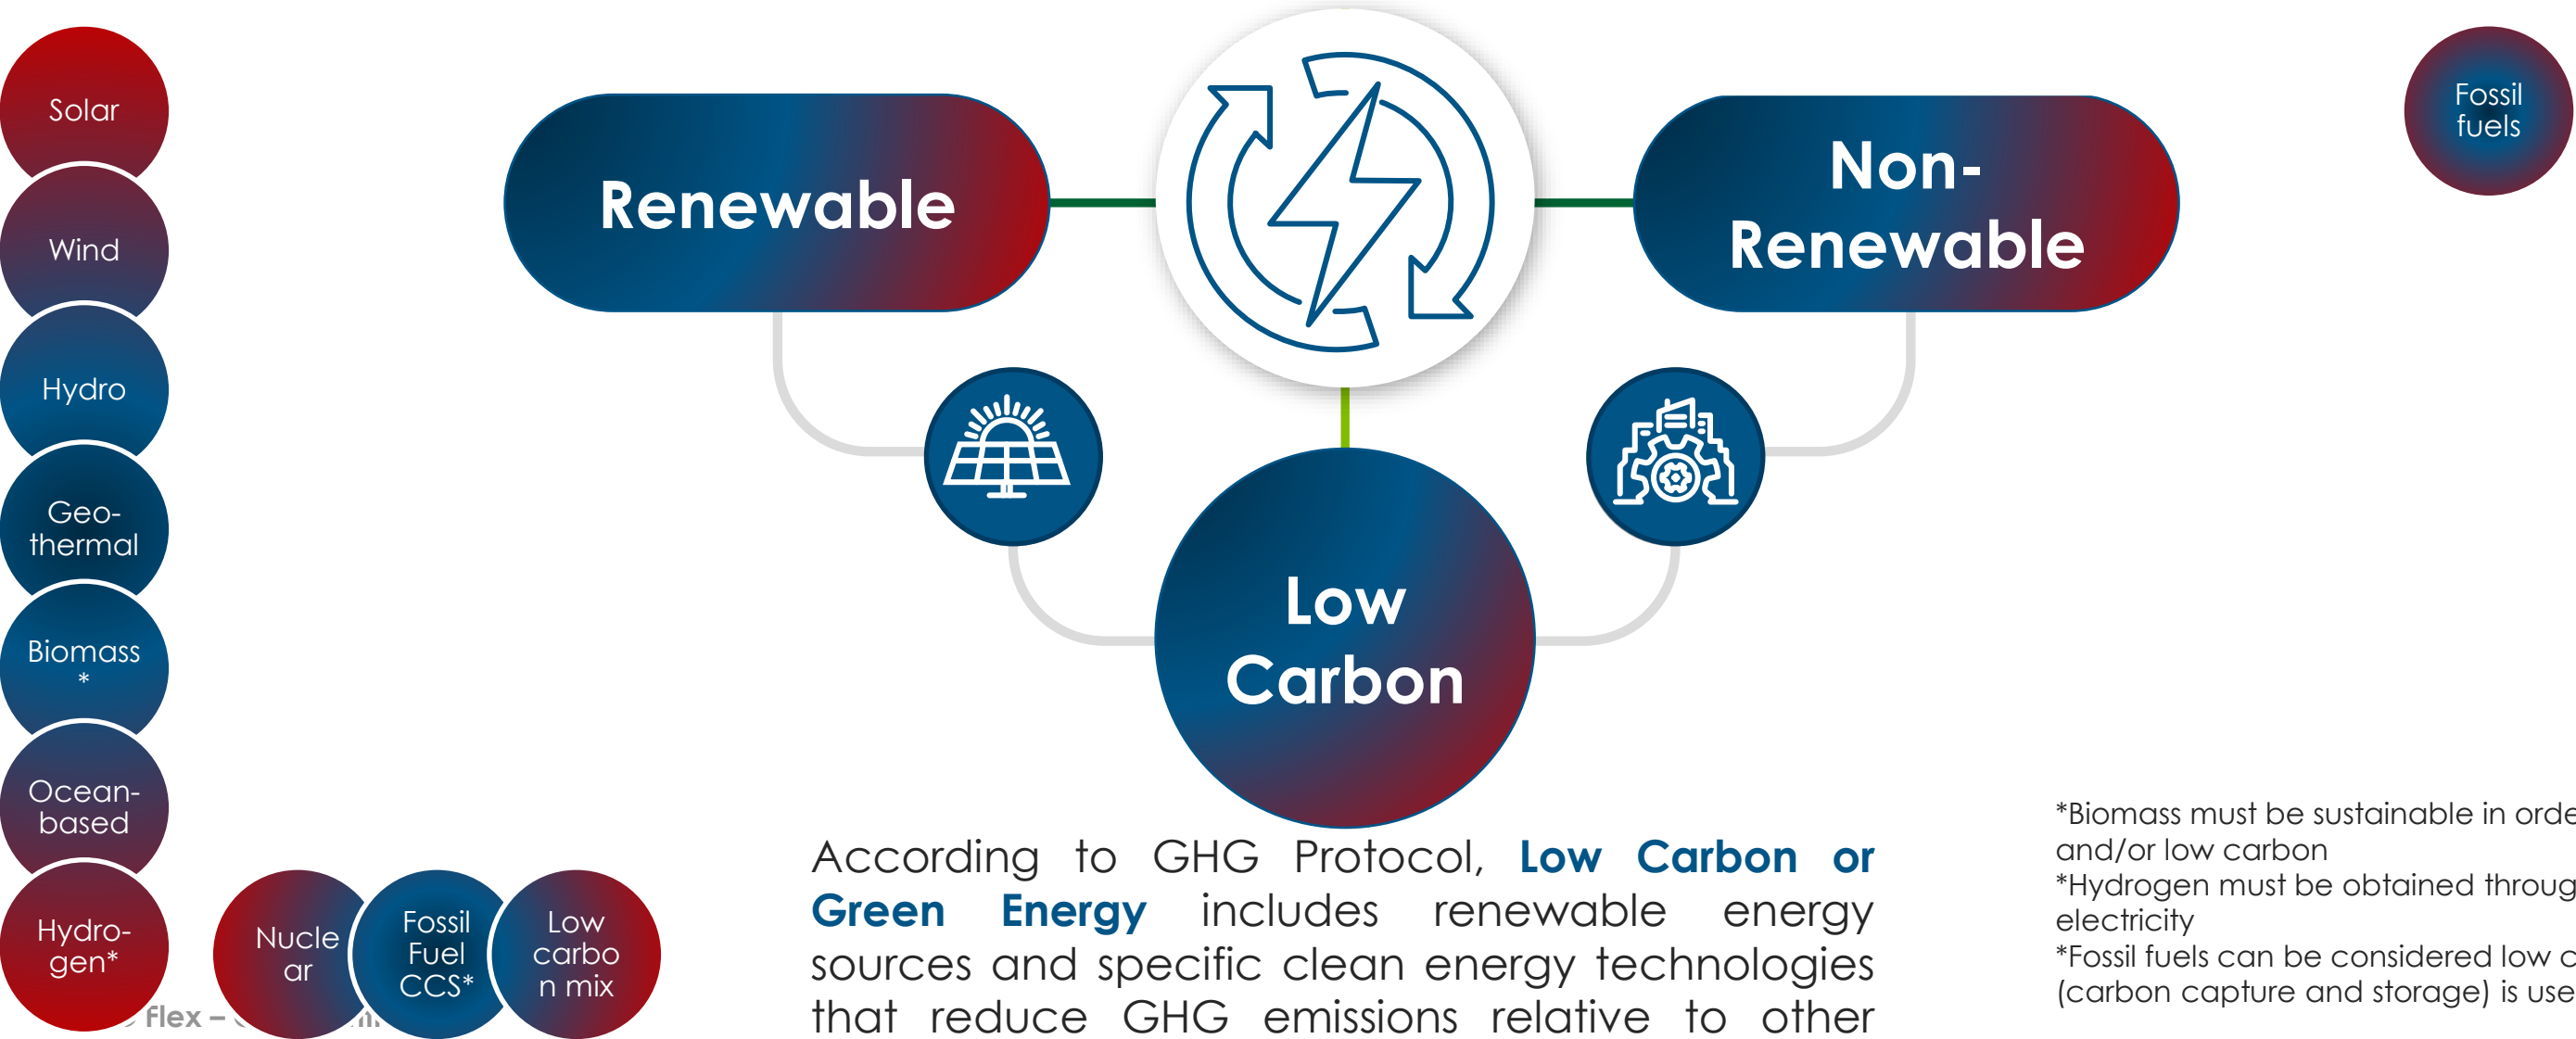 Solar
Wind
Hydro
Geo-
thermal
Biomass
*
Ocean-
based
Hydro-
gen*
Nucle
ar
Fossil
Fuel
CCS*
Low
carbo
n mix
flex –
Renewable
Non-
Renewable
Fossil
fuels
Low
Carbon
According to GHG Protocol, Low Carbon or
Green Energy includes renewable energy
sources and specific clean energy technologies
that reduce GHG emissions relative to other
*Biomass must be sustainable in orde
and/or low carbon
*Hydrogen must be obtained throug
electricity
*Fossil fuels can be considered low c
(carbon capture and storage) is use